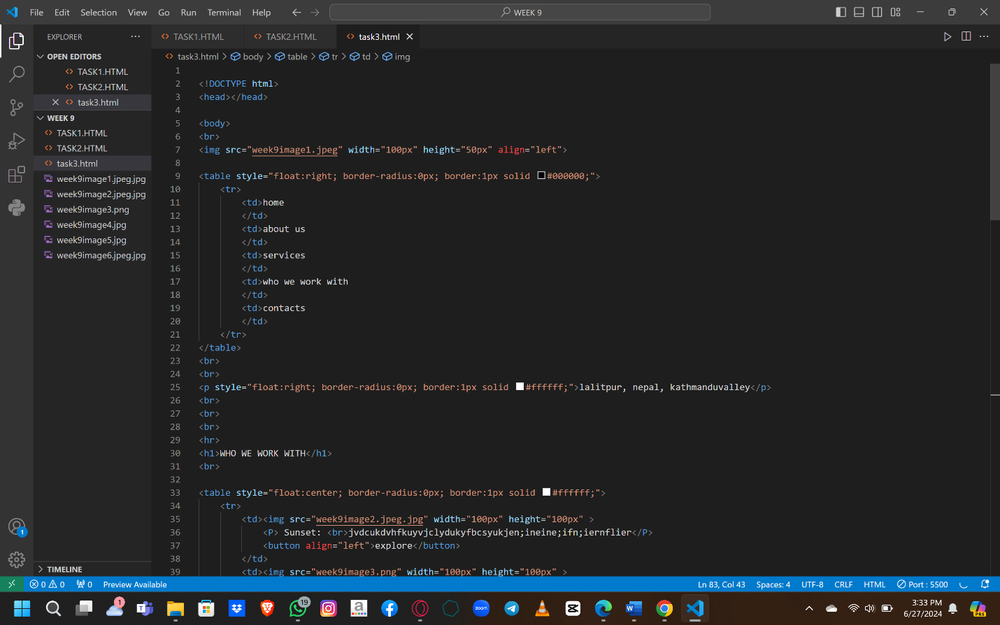 File Edit Selection View Go Run Terminal Help
WEEK 9
EXPLORER
TASK1.HTML
TASK2.HTML
task3.html
task3.html > body > table > tr > td > img
OPEN EDITORS
TASK1.HTML
TASK2.HTML
task3.html
WEEK 9
TASK1.HTML
TASK2.HTML
task3.html
week9image1.jpeg.jpg
week9image2.jpeg.jpg
week9image3.png
week9image4.jpg
week9image5.jpg
week9image6.jpeg.jpg
TIMELINE
1
2 <!DOCTYPE html>
3 <head></head>
4
5 <body>
6 <br>
7 <img src="week9image1.jpeg" width="100px" height="50px" align="left">
8
9 <table style="float:right; border-radius:0px; border:1px solid #000000;">
10 <tr>
11 <td>home
12 </td>
13 <td>about us
14 </td>
15 <td>services
16 </td>
17 <td>who we work with
18 </td>
19 <td>contacts
20 </td>
21 </tr>
22 </table>
23 <br>
24 <br>
25 <p style="float:right; border-radius:0px; border:1px solid #ffffff;">lalitpur, nepal, kathmanduvalley</p>
26 <br>
27 <br>
28 <br>
29 <hr>
30 <h1>WHO WE WORK WITH</h1>
31 <br>
32
33 <table style="float:center; border-radius:0px; border:1px solid #ffffff;">
34 <tr>
35 <td><img src="week9image2.jpeg.jpg" width="100px" height="100px" >
36 <P> Sunset: <br>jvdcukdvhfkuyvjclydukyfbcsyukjen;ineine;ifn;iernflier</P>
37 <button align="left">explore</button>
38 </td>
39 <td><img src="week9image3.png" width="100px" height="100px" >
1
0 0 0 Preview Available
Ln 83, Col 43 Spaces: 4 UTF-8 CRLF HTML Port : 5500
1
19
zoom
3:33 PM
6/27/2024
PRE